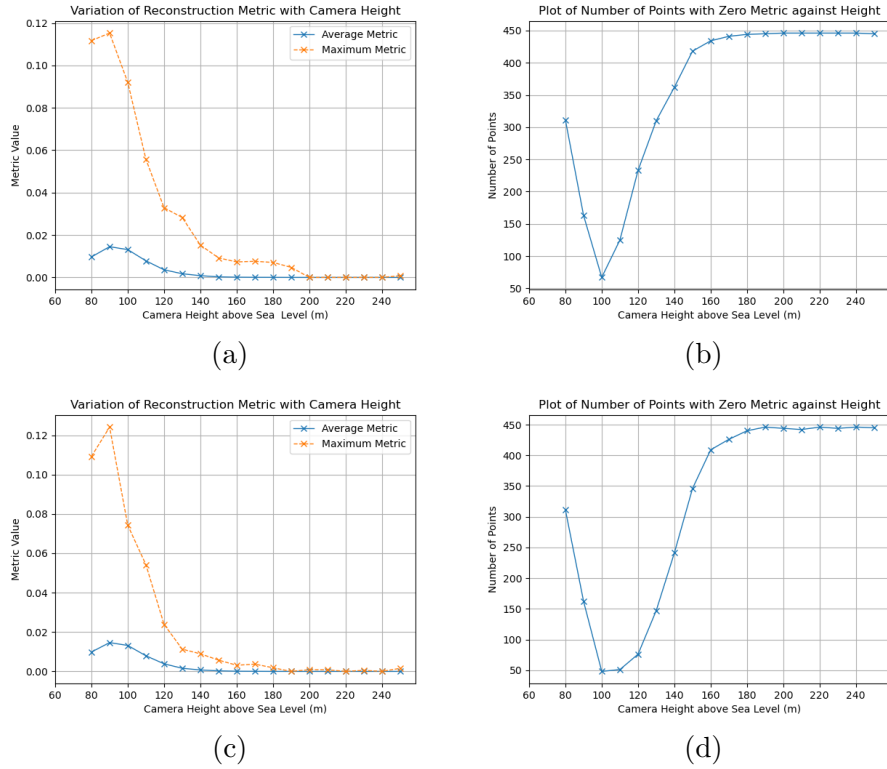 Variation of Reconstruction Metric with Camera Height
0.12
0.10
0.08
0.06
0.04
0.02
0.00
Metric Value
Average Metric
Maximum Metric
60 80 100 120 140 160 180 200 220 240
Camera Height above Sea  Level (m)
(a)
Plot of Number of Points with Zero Metric against Height
450
400
350
300
250
200
150
100
50
Number of Points
60 80 100 120 140 160 180 200 220 240
Camera Height above Sea Level (m)
(b)
Variation of Reconstruction Metric with Camera Height
0.12
0.10
0.08
0.06
0.04
0.02
0.00
Metric Value
Average Metric
Maximum Metric
60 80 100 120 140 160 180 200 220 240
Camera Height above Sea Level (m)
(c)
Plot of Number of Points with Zero Metric against Height
450
400
350
300
250
200
150
100
50
Number of Points
60 80 100 120 140 160 180 200 220 240
Camera Height above Sea Level (m)
(d)